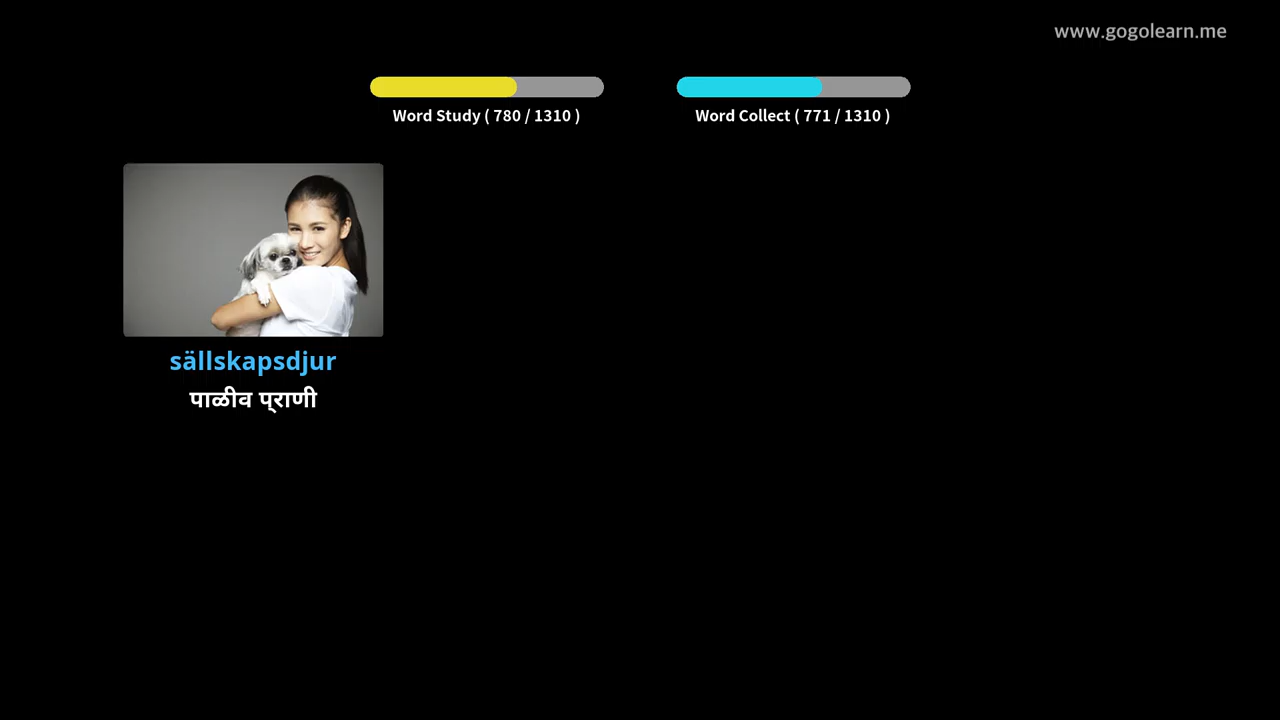 www.gogolearn.me
Word Study ( 780 / 1310 )
Word Collect ( 771 / 1310 )
sällskapsdjur
पाळीव प्राणी